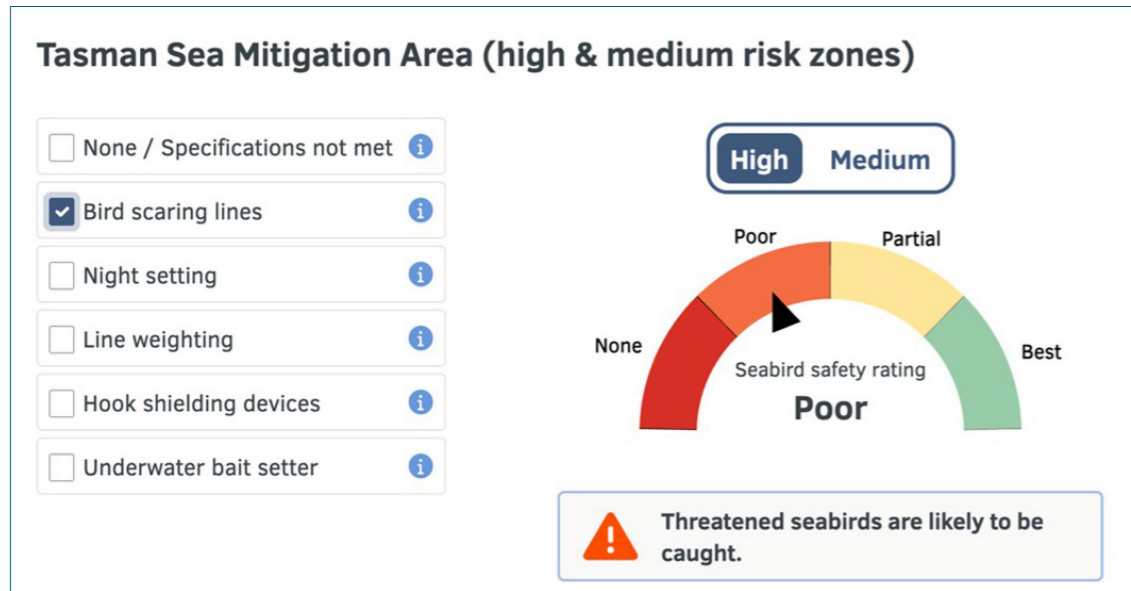 Tasman Sea Mitigation Area (high & medium risk zones)
None / Specifications not met
Bird scaring lines
Night setting
Line weighting
Hook shielding devices
Underwater bait setter
High Medium
Poor
Partial
None
Best
Seabird safety rating
Poor
Threatened seabirds are likely to be
caught.